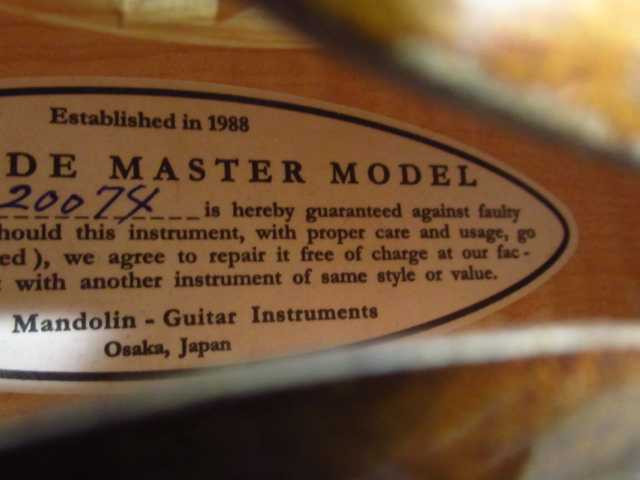 Established in 1988
DE MASTER MODEL
20074 is hereby guaranteed against faulty
hould this instrument, with proper care and usage, go
ed), we agree to repair it free of charge at our fac-
with another instrument of same style or value.
Mandolin - Guitar Instruments
Osaka, Japan